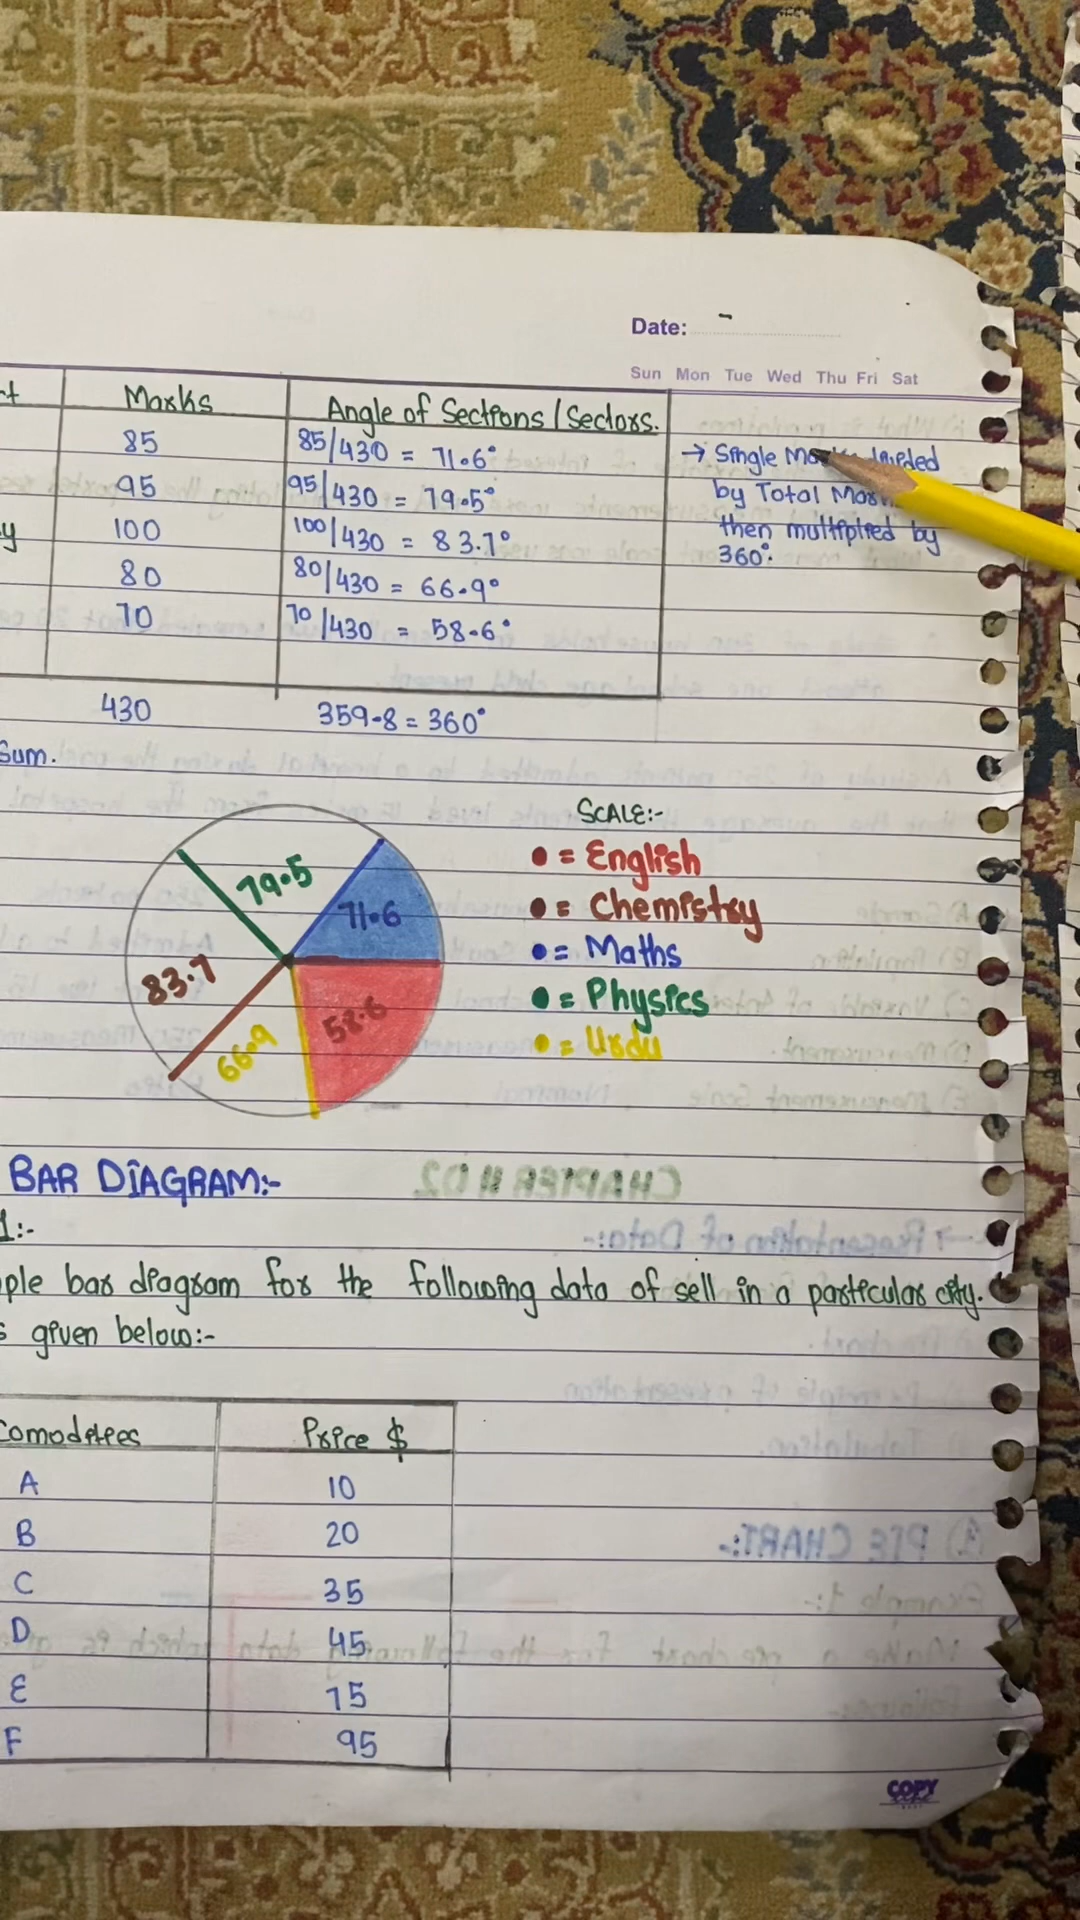 Date:
Sun Mon Tue Wed Thu Fri Sat
ct Marks Angle of Sections / Sectors.
85 85/430 = 71.6°
95 95/430 = 79.5°
y 100 100/430 = 83.7°
80 80/430 = 66.9°
70 70/430 = 58.6°
→ Single
by Total
then multiplied by
360°.
430 359.8 = 360°
Sum.
79.5
71.6
83.7
66.9
58.6
SCALE:-
• = English
• = Chemistry
• = Maths
• = Physics
• = Urdu
BAR DIAGRAM:-
1:-
ple bar diagram for the following data of sell in a particular city.
s given below:-
Comodities Price $
A 10
B 20
C 35
D 45
E 75
F 95
COPY